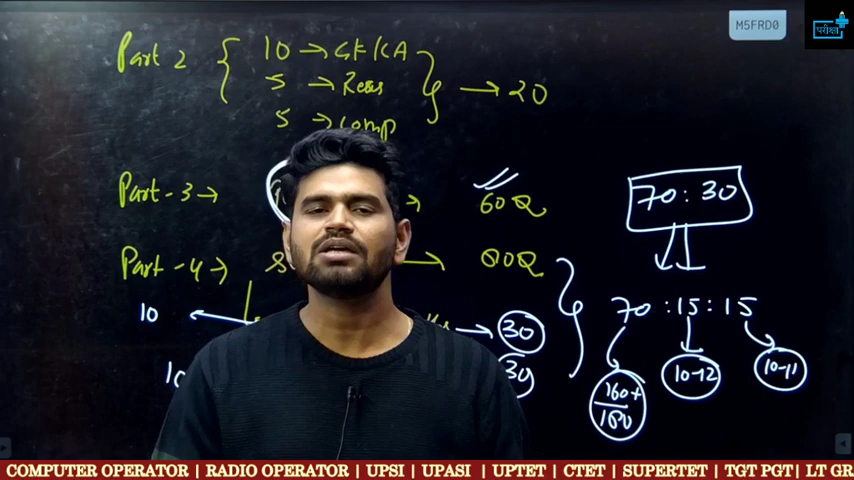 M5FRD0
परीक्षा
Part 2
10 → GK/CA
5 → Reas
5 → Comp
→ 20
Part-3 →
60Q
70:30
Part-4 →
70:15:15
10
30
30
160+
180
10-12
10-11
COMPUTER OPERATOR | RADIO OPERATOR | UPSI | UPASI | UPTET | CTET | SUPERTET | TGT PGT | LT GR